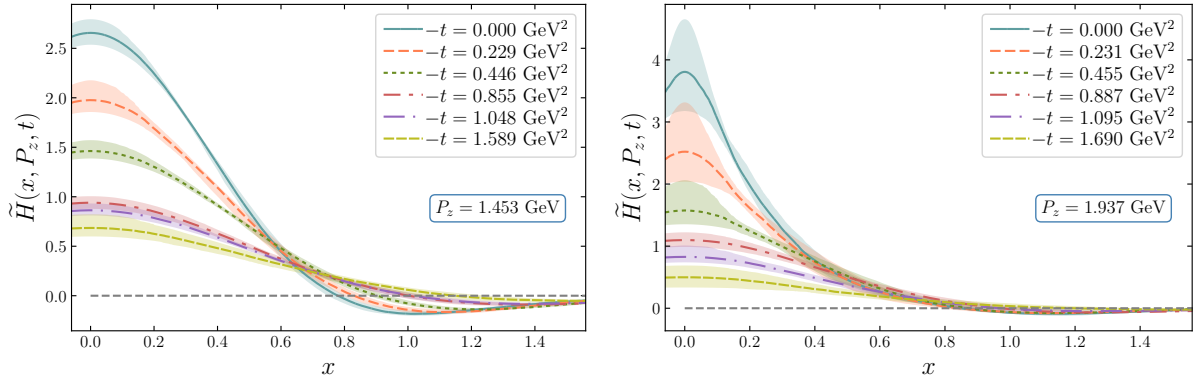 2.5
2.0
1.5
1.0
0.5
0.0
H̃(x, P_z, t)
−t = 0.000 GeV²
−t = 0.229 GeV²
−t = 0.446 GeV²
−t = 0.855 GeV²
−t = 1.048 GeV²
−t = 1.589 GeV²
P_z = 1.453 GeV
0.0 0.2 0.4 0.6 0.8 1.0 1.2 1.4
x
4
3
2
1
0
H̃(x, P_z, t)
−t = 0.000 GeV²
−t = 0.231 GeV²
−t = 0.455 GeV²
−t = 0.887 GeV²
−t = 1.095 GeV²
−t = 1.690 GeV²
P_z = 1.937 GeV
0.0 0.2 0.4 0.6 0.8 1.0 1.2 1.4
x